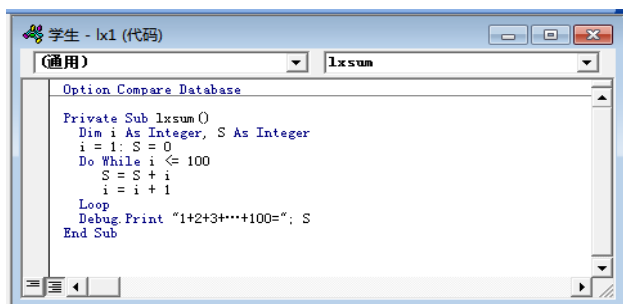 学生 - lx1 (代码)
(通用) lxsum
Option Compare Database
Private Sub lxsum()
Dim i As Integer, S As Integer
i = 1: S = 0
Do While i <= 100
S = S + i
i = i + 1
Loop
Debug.Print "1+2+3+…+100="; S
End Sub